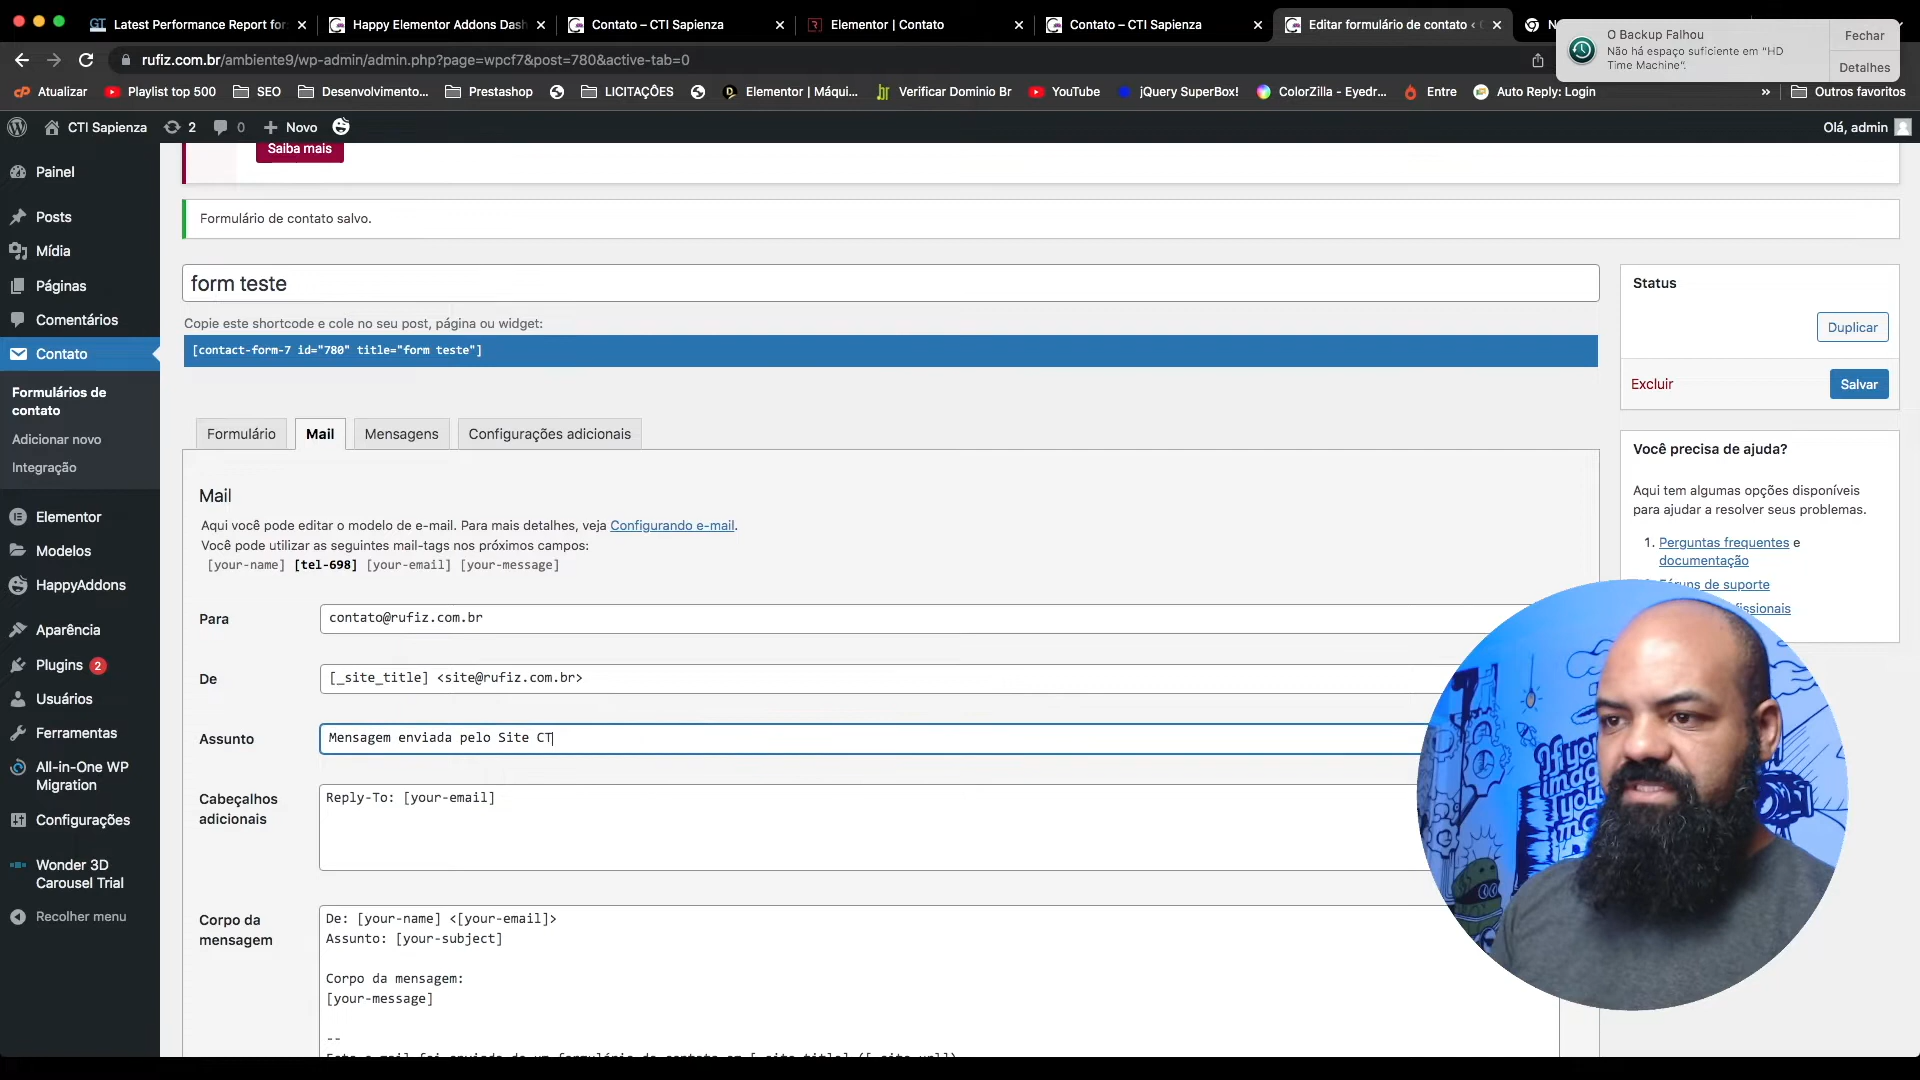 Latest Performance Report for:
Happy Elementor Addons Dash
Contato – CTI Sapienza
Elementor | Contato
Contato – CTI Sapienza
Editar formulário de contato ‹
O Backup Falhou
Não há espaço suficiente em "HD
Time Machine".
Fechar
Detalhes
rufiz.com.br/ambiente9/wp-admin/admin.php?page=wpcf7&post=780&active-tab=0
Atualizar
Playlist top 500
SEO
Desenvolvimento...
Prestashop
LICITAÇÕES
Elementor | Máqui...
Verificar Dominio Br
YouTube
jQuery SuperBox!
ColorZilla - Eyedr...
Entre
Auto Reply: Login
»
Outros favoritos
CTI Sapienza
2
0
Novo
Olá, admin
Saiba mais
Painel
Posts
Mídia
Páginas
Comentários
Contato
Formulários de
contato
Adicionar novo
Integração
Elementor
Modelos
HappyAddons
Aparência
Plugins 2
Usuários
Ferramentas
All-in-One WP
Migration
Configurações
Wonder 3D
Carousel Trial
Recolher menu
Formulário de contato salvo.
form teste
Copie este shortcode e cole no seu post, página ou widget:
[contact-form-7 id="780" title="form teste"]
Status
Duplicar
Excluir
Salvar
Formulário
Mail
Mensagens
Configurações adicionais
Mail
Aqui você pode editar o modelo de e-mail. Para mais detalhes, veja Configurando e-mail.
Você pode utilizar as seguintes mail-tags nos próximos campos:
[your-name] [tel-698] [your-email] [your-message]
Para
contato@rufiz.com.br
De
[_site_title] <site@rufiz.com.br>
Assunto
Mensagem enviada pelo Site CT
Cabeçalhos
adicionais
Reply-To: [your-email]
Corpo da
mensagem
De: [your-name] <[your-email]>
Assunto: [your-subject]
Corpo da mensagem:
[your-message]
--
Você precisa de ajuda?
Aqui tem algumas opções disponíveis
para ajudar a resolver seus problemas.
1. Perguntas frequentes e
documentação
Fóruns de suporte
If you
imag
you